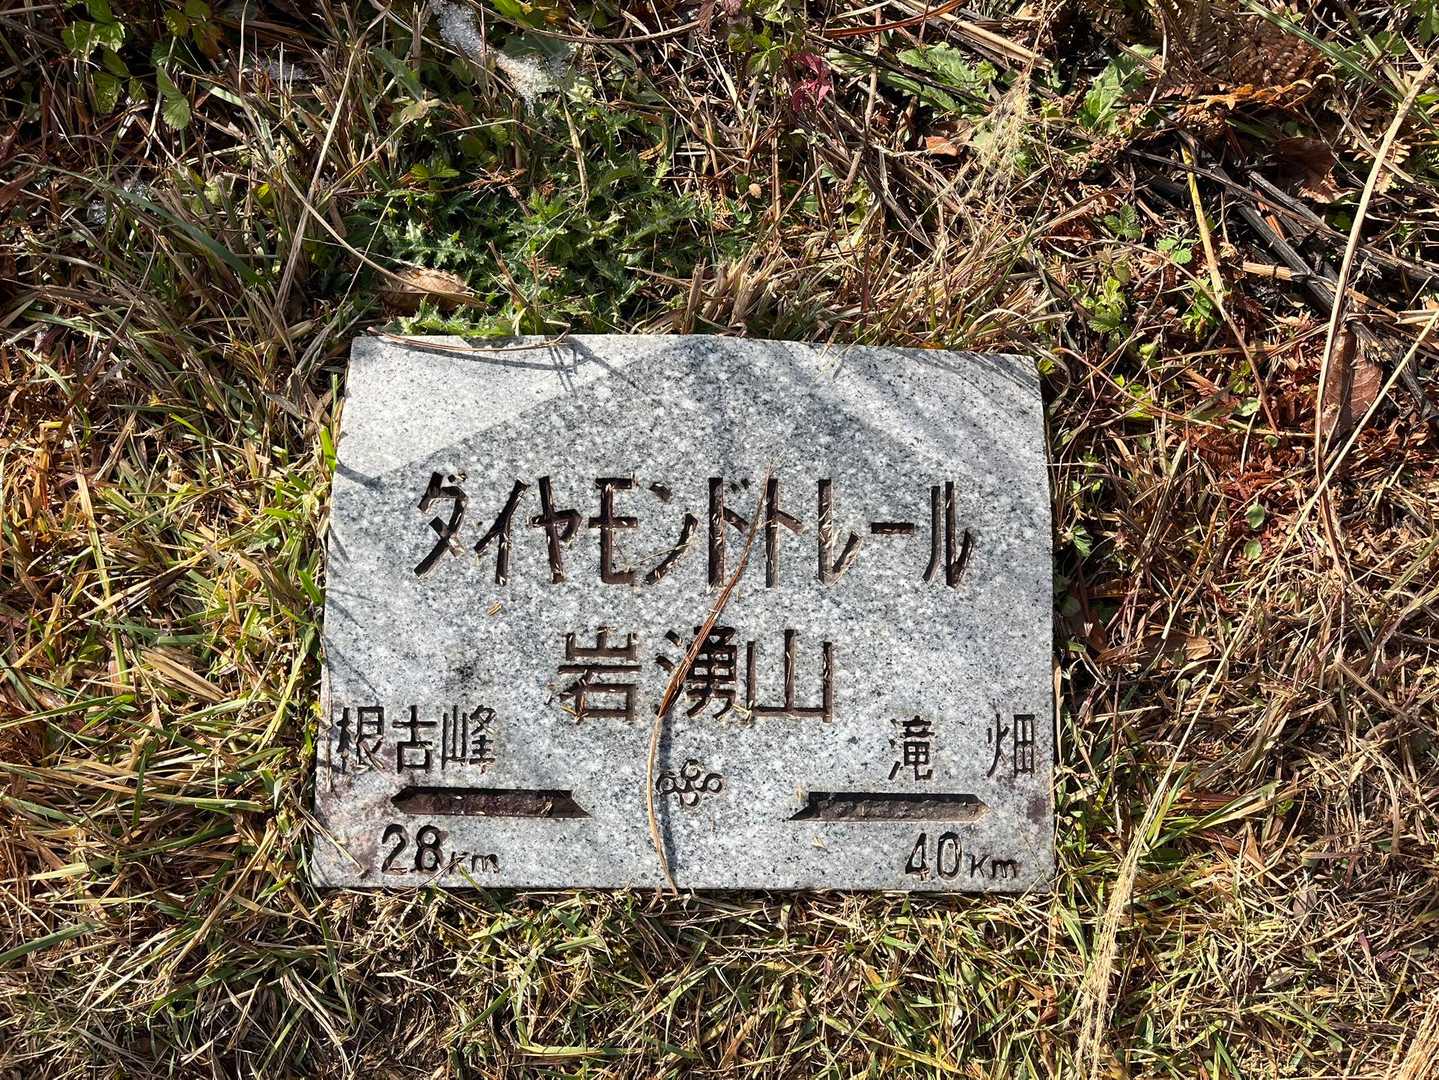 ダイヤモンドトレール
岩湧山
根古峰 滝畑
28Km 40Km